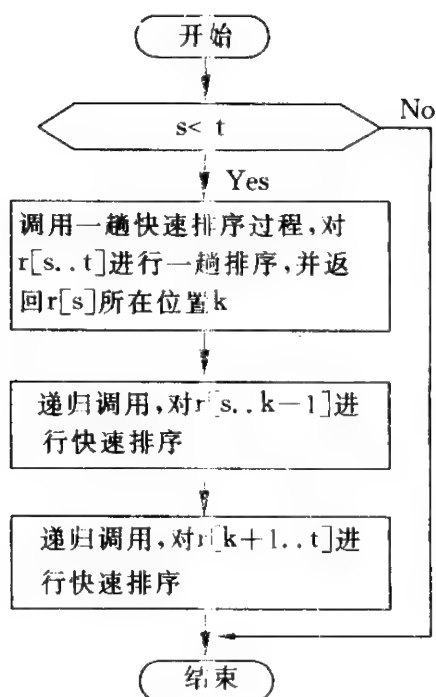 开始
s< t
No
Yes
调用一趟快速排序过程,对
r[s..t]进行一趟排序,并返
回r[s]所在位置k
递归调用,对r[s..k-1]进
行快速排序
递归调用,对r[k+1..t]进
行快速排序
结束